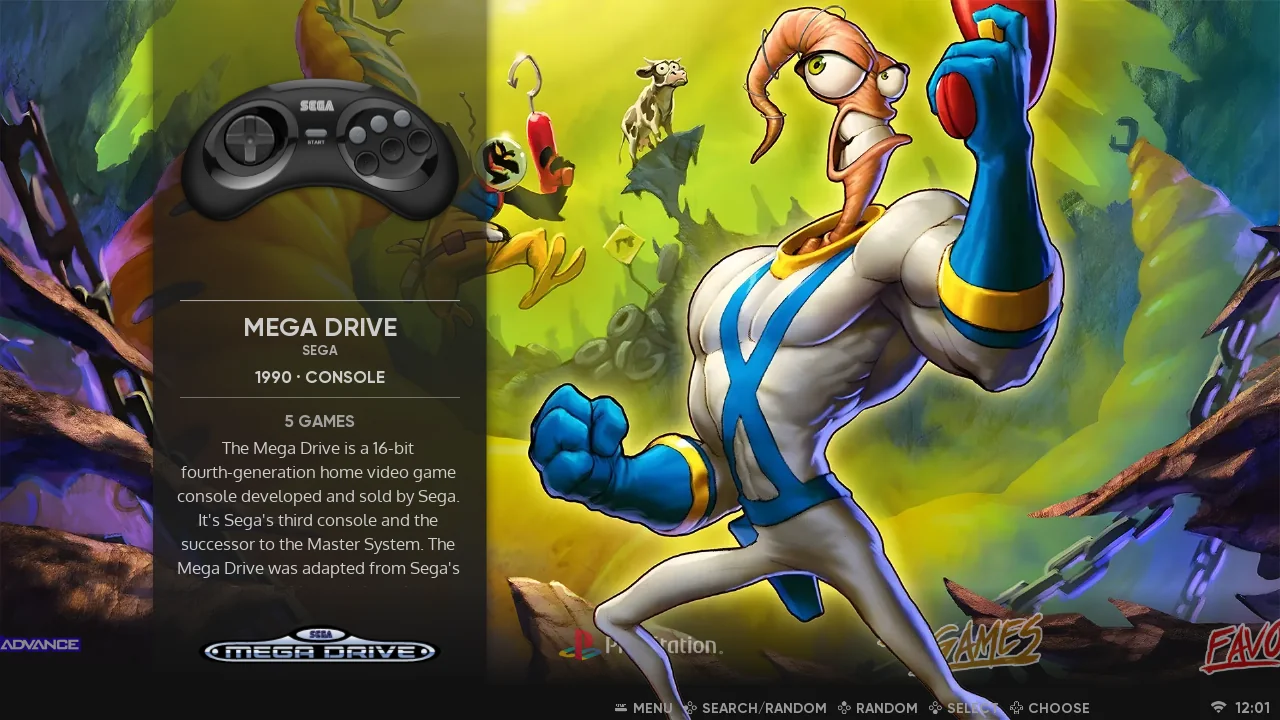 SEGA
START
MEGA DRIVE
SEGA
1990 · CONSOLE
5 GAMES
The Mega Drive is a 16-bit
fourth-generation home video game
console developed and sold by Sega.
It's Sega's third console and the
successor to the Master System. The
Mega Drive was adapted from Sega's
ADVANCE
SEGA
MEGA DRIVE
GAMES
FAVO
MENU SEARCH/RANDOM RANDOM SELECT CHOOSE 12:01